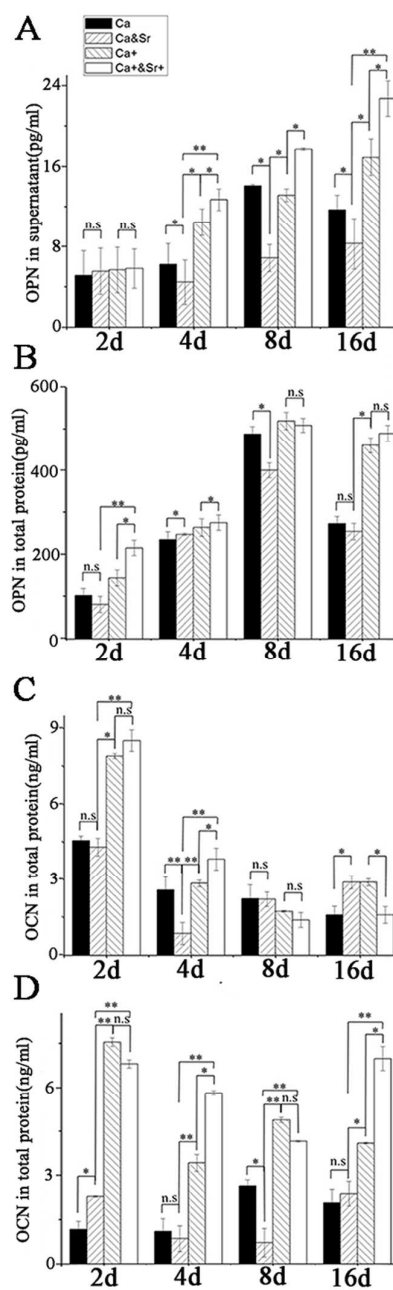 A
Ca
Ca&Sr
Ca+
Ca+&Sr+
OPN in supernatant(pg/ml)
24
16
8
0
n.s n.s
* * * **
* * *
* * * **
2d 4d 8d 16d
B
OPN in total protein(pg/ml)
600
400
200
0
n.s * **
* *
* n.s
n.s * n.s
2d 4d 8d 16d
C
OCN in total protein(ng/ml)
9
6
3
0
n.s * n.s **
** ** * **
n.s n.s
* *
2d 4d 8d 16d
D
OCN in total protein(ng/ml)
6
3
0
* ** n.s **
n.s ** * **
* ** n.s **
n.s * * **
2d 4d 8d 16d